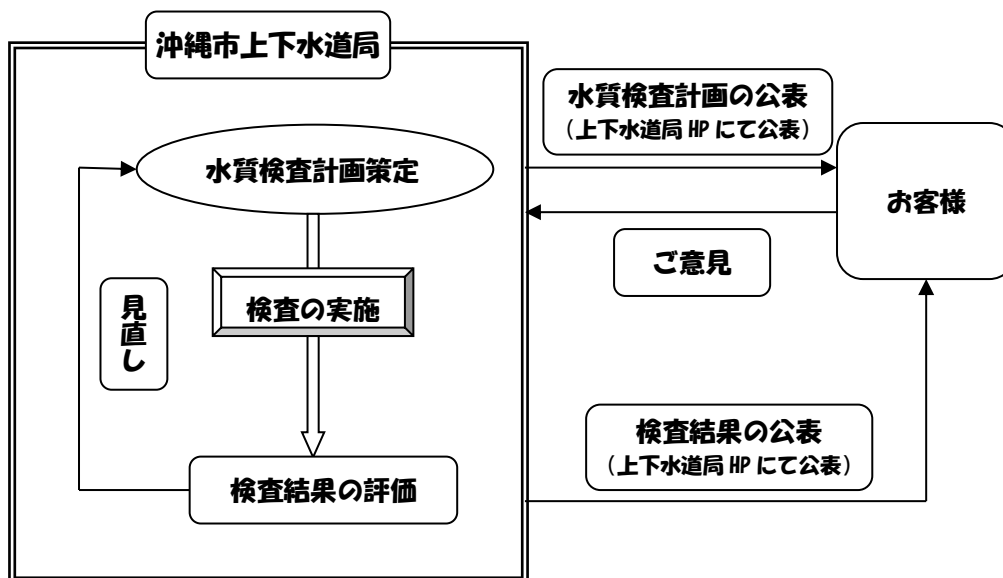 沖縄市上下水道局
水質検査計画の公表
（上下水道局 HP にて公表）
水質検査計画策定
お客様
ご意見
検査の実施
見直し
検査結果の公表
（上下水道局 HP にて公表）
検査結果の評価